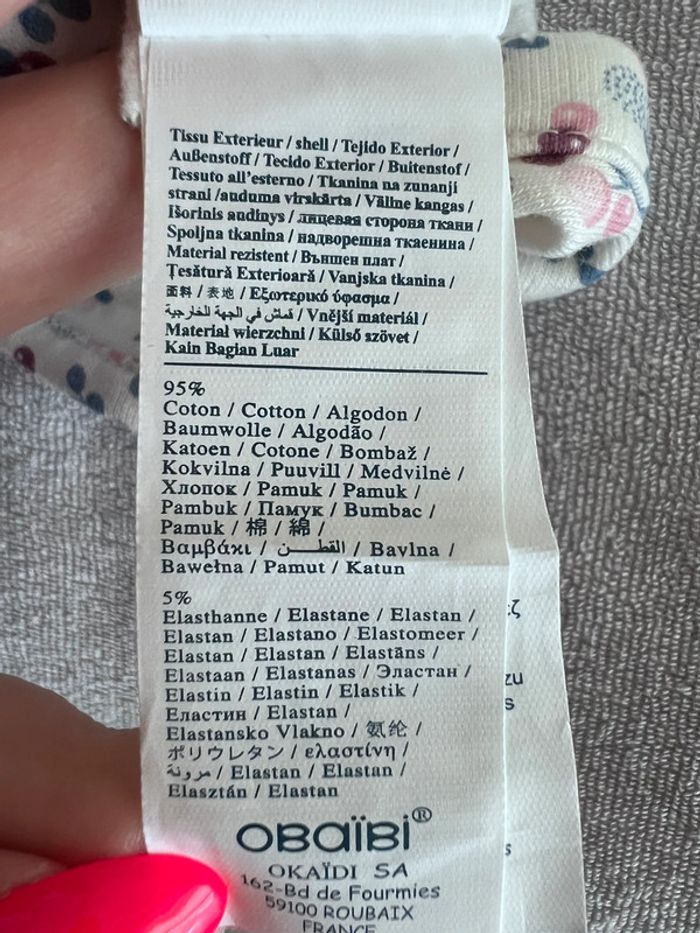 Tissu Exterieur / shell / Tejido Exterior /
Außenstoff / Tecido Exterior / Buitenstof /
Tessuto all'esterno / Tkanina na zunanji
strani /auduma virskārta / Väline kangas /
Išorinis audinys / лицевая сторона ткани /
Spoljna tkanina / надворешна ткаенина /
Material rezistent / Външен плат /
Ţesătură Exterioară / Vanjska tkanina /
面料 / 表地 / Εξωτερικό ύφασμα /
قماش في الجهة الخارجية / Vnější materiál /
Materiał wierzchni / Külső szövet /
Kain Bagian Luar
95%
Coton / Cotton / Algodon /
Baumwolle / Algodão /
Katoen / Cotone / Bombaž /
Kokvilna / Puuvill / Medvilnė /
Хлопок / Pamuk / Pamuk /
Pambuk / Памук / Bumbac /
Pamuk / 棉 / 綿 /
Βαμβάκι / القطــــن / Bavlna /
Bawełna / Pamut / Katun
5%
Elasthanne / Elastane / Elastan /
Elastan / Elastano / Elastomeer /
Elastan / Elastan / Elastāns /
Elastaan / Elastanas / Эластан /
Elastin / Elastin / Elastik /
Еластин / Elastan /
Elastansko Vlakno / 氨纶 /
ポリウレタン / ελαστίνη /
مرونة / Elastan / Elastan /
Elasztán / Elastan
OBaïBi®
OKAÏDI SA
162-Bd de Fourmies
59100 ROUBAIX
FRANCE